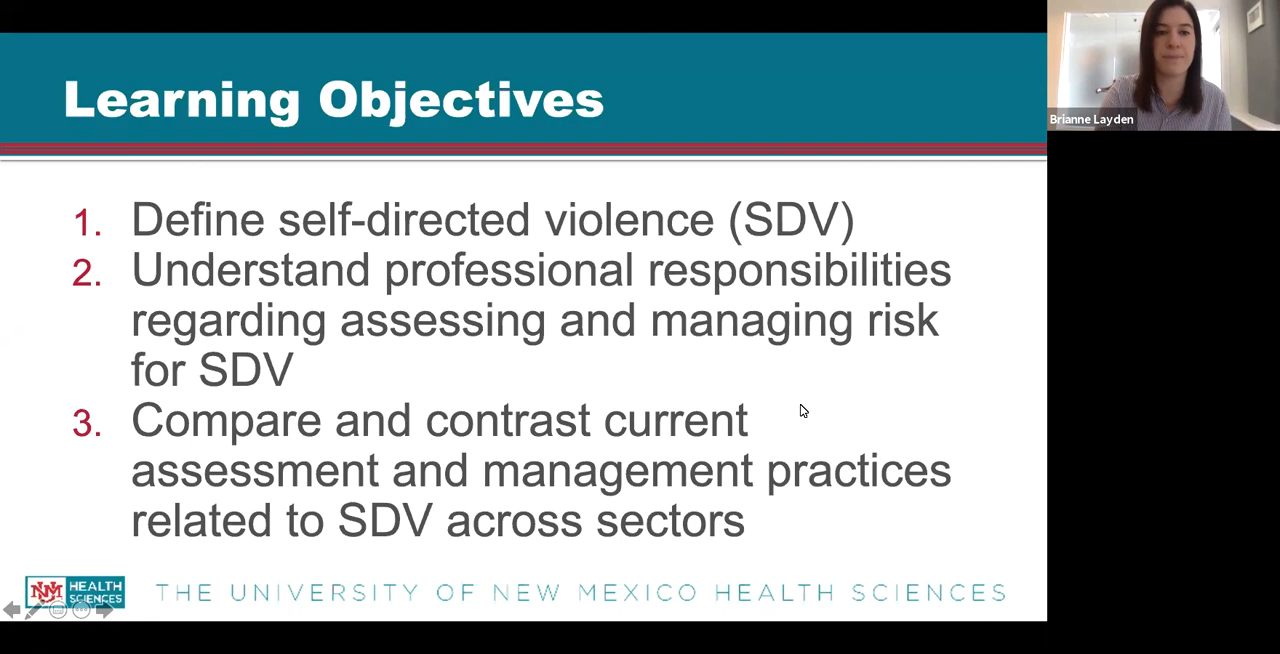 Learning Objectives
Brianne Layden
1. Define self-directed violence (SDV)
2. Understand professional responsibilities
regarding assessing and managing risk
for SDV
3. Compare and contrast current
assessment and management practices
related to SDV across sectors
UNM HEALTH
SCIENCES
THE UNIVERSITY OF NEW MEXICO HEALTH SCIENCES